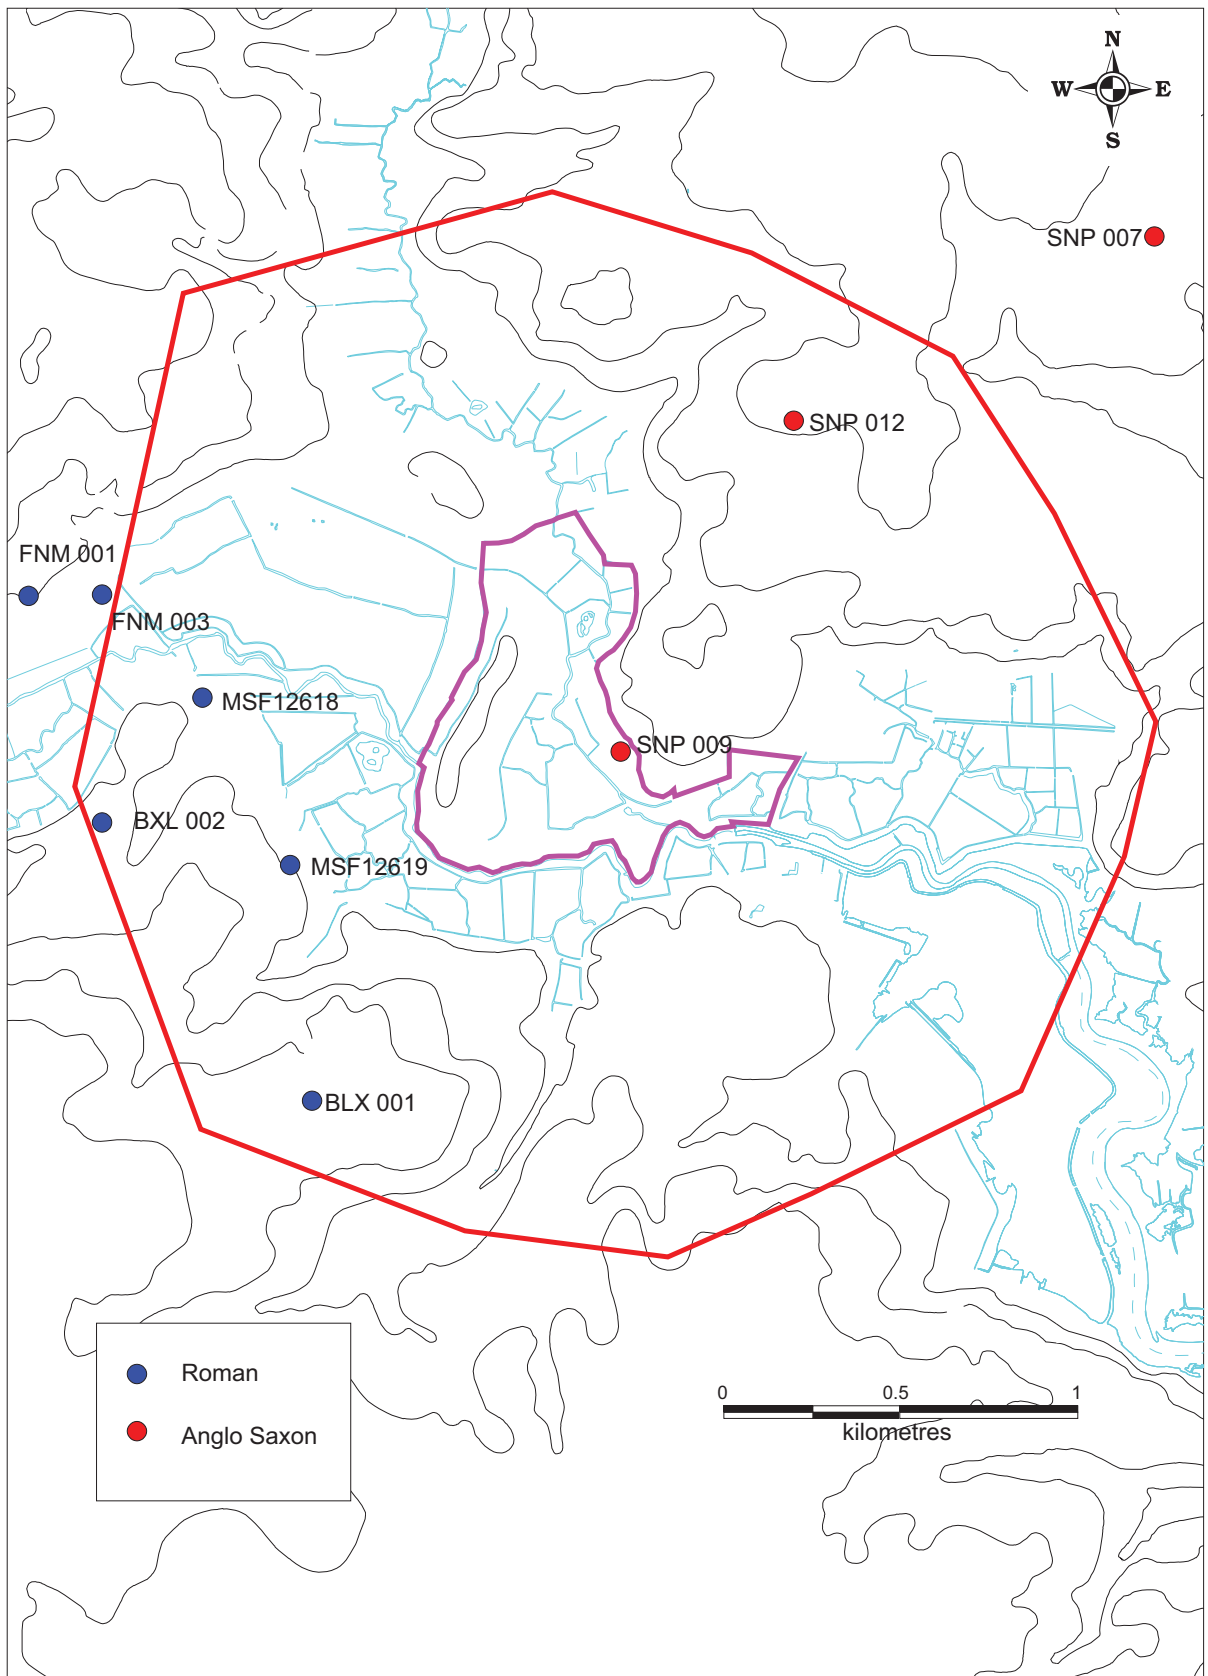 N
W E
S
SNP 007
SNP 012
FNM 001
FNM 003
MSF12618
SNP 009
BXL 002
MSF12619
BLX 001
Roman
Anglo Saxon
0 0.5 1
kilometres